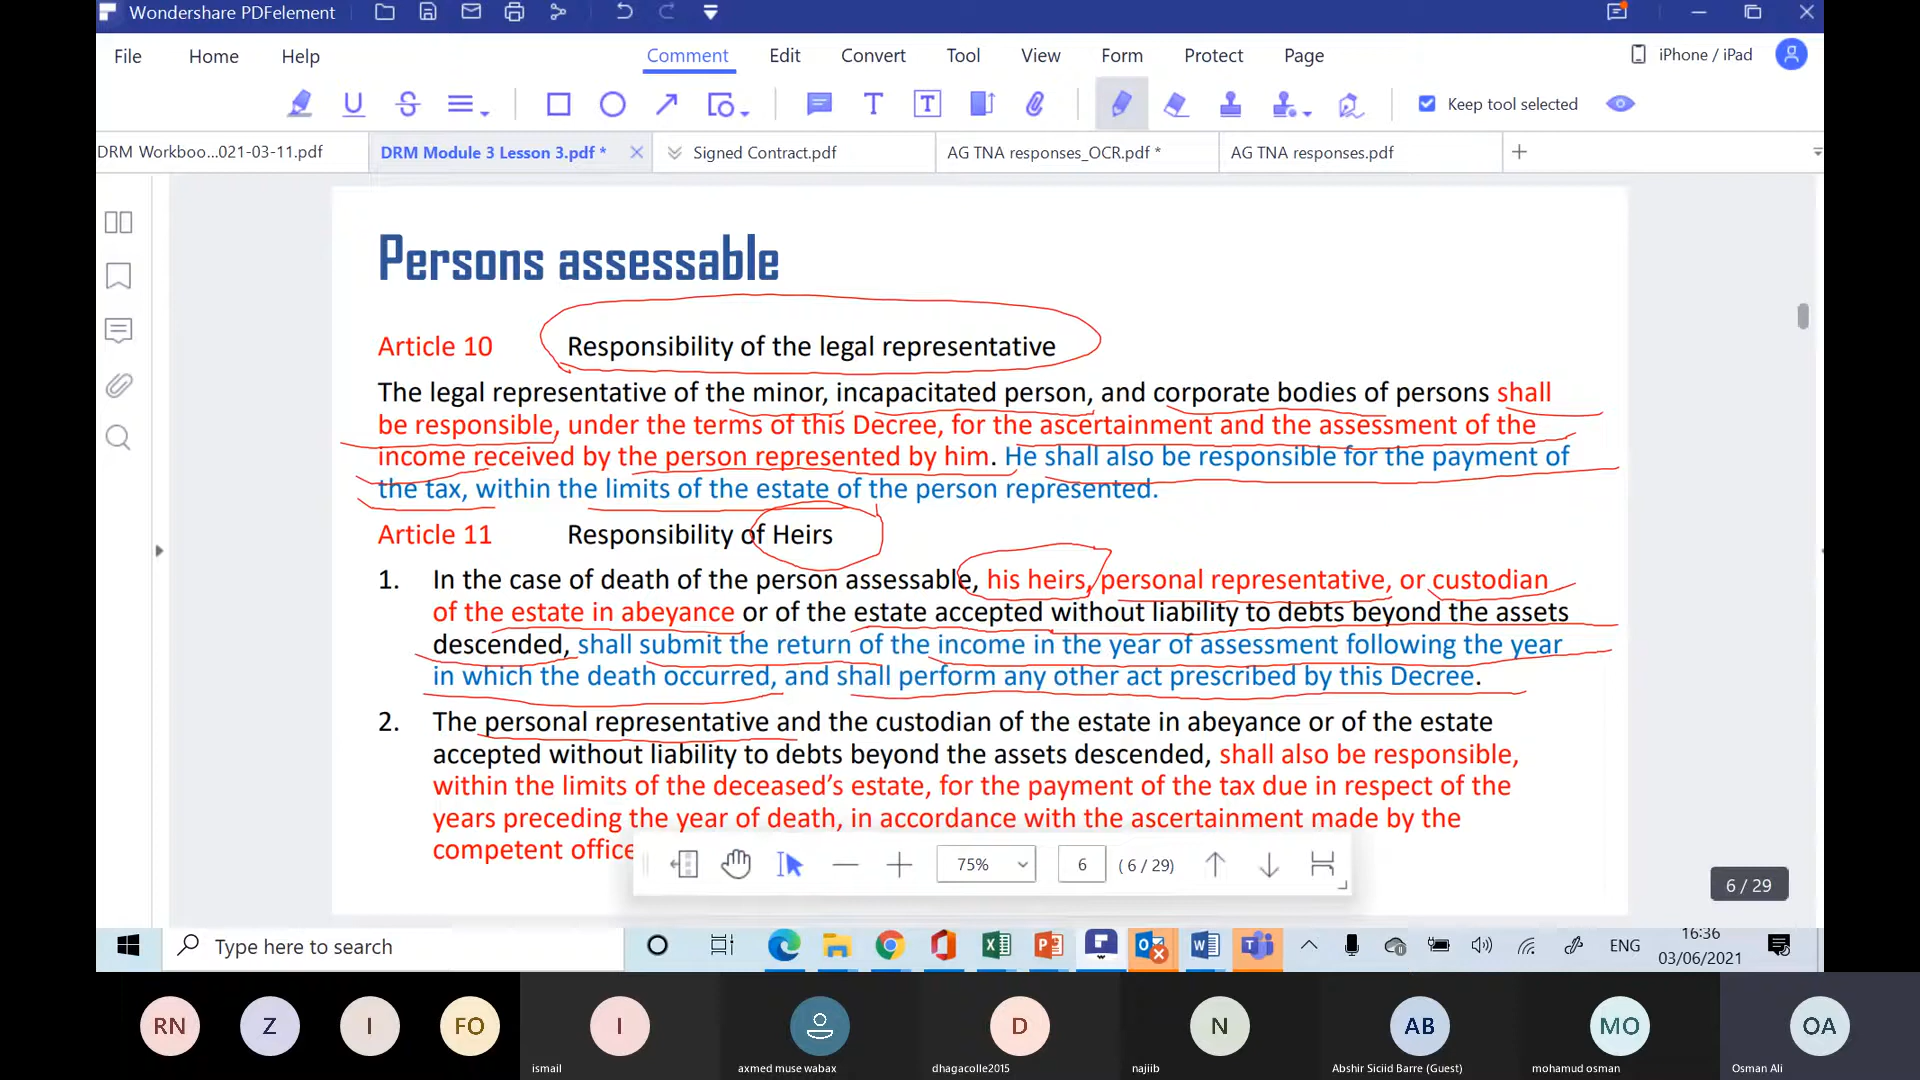 Wondershare PDFelement
File Home Help Comment Edit Convert Tool View Form Protect Page iPhone / iPad
Keep tool selected
DRM Workboo...021-03-11.pdf DRM Module 3 Lesson 3.pdf * Signed Contract.pdf AG TNA responses_OCR.pdf * AG TNA responses.pdf
Persons assessable
Article 10 Responsibility of the legal representative
The legal representative of the minor, incapacitated person, and corporate bodies of persons shall
be responsible, under the terms of this Decree, for the ascertainment and the assessment of the
income received by the person represented by him. He shall also be responsible for the payment of
the tax, within the limits of the estate of the person represented.
Article 11 Responsibility of Heirs
1. In the case of death of the person assessable, his heirs, personal representative, or custodian
of the estate in abeyance or of the estate accepted without liability to debts beyond the assets
descended, shall submit the return of the income in the year of assessment following the year
in which the death occurred, and shall perform any other act prescribed by this Decree.
2. The personal representative and the custodian of the estate in abeyance or of the estate
accepted without liability to debts beyond the assets descended, shall also be responsible,
within the limits of the deceased's estate, for the payment of the tax due in respect of the
years preceding the year of death, in accordance with the ascertainment made by the
competent office
75% 6 ( 6 / 29)
6 / 29
Type here to search
ENG
16:36
03/06/2021
RN Z I FO I D N AB MO OA
ismail axmed muse wabax dhagacolle2015 najiib Abshir Siciid Barre (Guest) mohamud osman Osman Ali